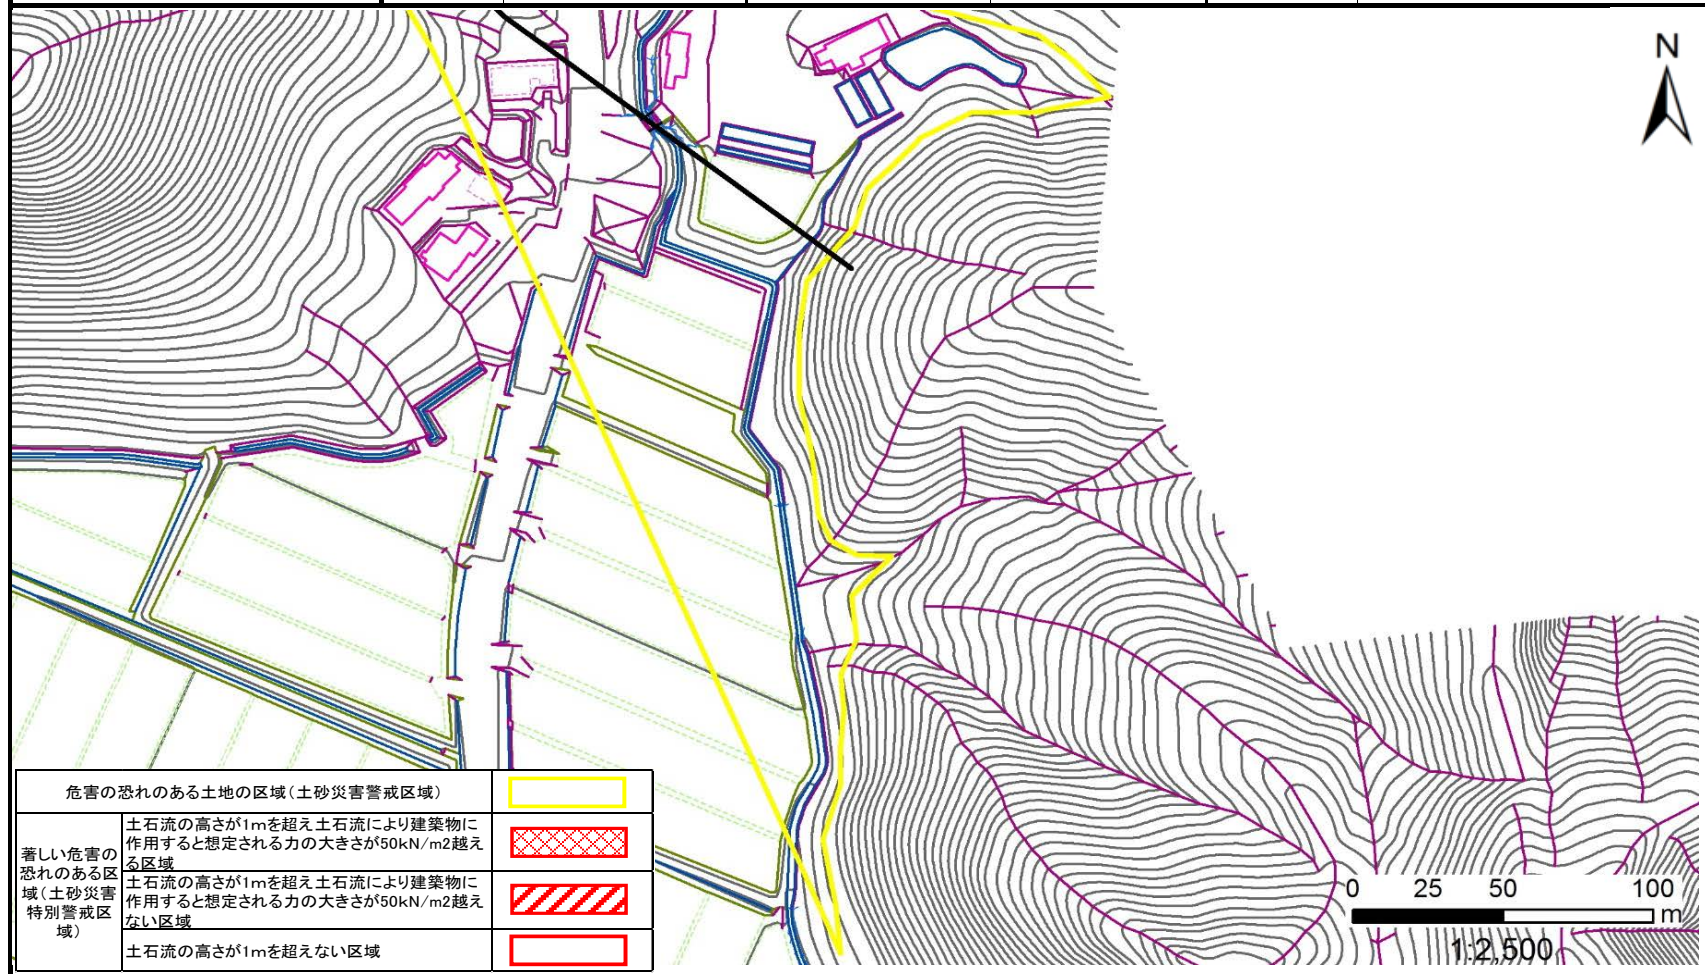 N
危害の恐れのある土地の区域(土砂災害警戒区域)
著しい危害の
恐れのある区
域(土砂災害
特別警戒区
域)
土石流の高さが1mを超え土石流により建築物に
作用すると想定される力の大きさが50kN/m2越え
る区域
土石流の高さが1mを超え土石流により建築物に
作用すると想定される力の大きさが50kN/m2越え
ない区域
土石流の高さが1mを超えない区域
0 25 50 100
m
1:2,500